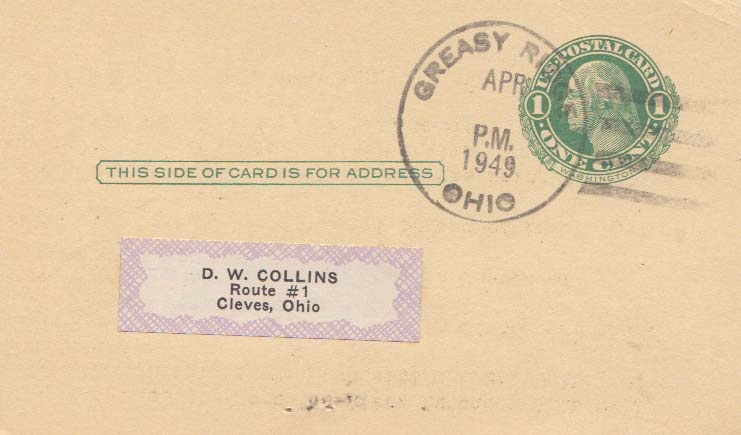 GREASY
APR
P.M.
1949
OHIO
U.S. POSTAL CARD
1 1
ONE CENT
WASHINGTON
THIS SIDE OF CARD IS FOR ADDRESS
D. W. COLLINS
Route #1
Cleves, Ohio